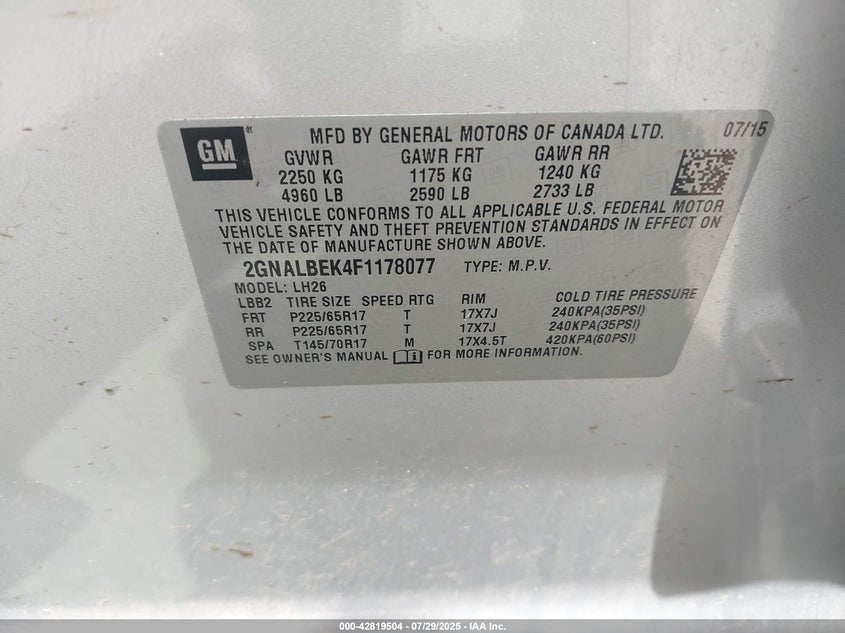 GM® MFD BY GENERAL MOTORS OF CANADA LTD. 07/15
GVWR GAWR FRT GAWR RR
2250 KG 1175 KG 1240 KG
4960 LB 2590 LB 2733 LB
THIS VEHICLE CONFORMS TO ALL APPLICABLE U.S. FEDERAL MOTOR
VEHICLE SAFETY AND THEFT PREVENTION STANDARDS IN EFFECT ON
THE DATE OF MANUFACTURE SHOWN ABOVE.
2GNALBEK4F1178077 TYPE: M.P.V.
MODEL: LH26
LBB2 TIRE SIZE SPEED RTG RIM COLD TIRE PRESSURE
FRT P225/65R17 T 17X7J 240KPA(35PSI)
RR P225/65R17 T 17X7J 240KPA(35PSI)
SPA T145/70R17 M 17X4.5T 420KPA(60PSI)
SEE OWNER'S MANUAL FOR MORE INFORMATION.
000-42819504 - 07/29/2025 - IAA Inc.